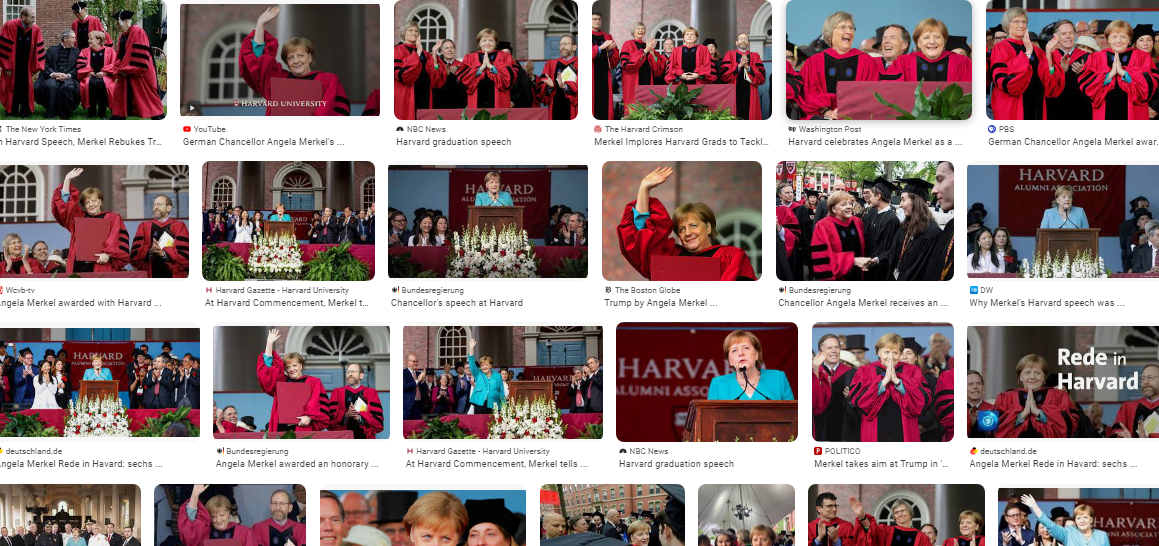 The New York Times
n Harvard Speech, Merkel Rebukes Tr...
HARVARD UNIVERSITY
YouTube
German Chancellor Angela Merkel's ...
NBC News
Harvard graduation speech
The Harvard Crimson
Merkel Implores Harvard Grads to Tackl...
Washington Post
Harvard celebrates Angela Merkel as a ...
PBS
German Chancellor Angela Merkel awar.
Wcvb-tv
ngela Merkel awarded with Harvard ...
Harvard Gazette - Harvard University
At Harvard Commencement, Merkel t...
HARVARD
ALUMNI ASSOCIATION
Bundesregierung
Chancellor's speech at Harvard
The Boston Globe
Trump by Angela Merkel ...
Bundesregierung
Chancellor Angela Merkel receives an ...
HARVARD
ALUMNI ASSOCIATION
DW
Why Merkel's Harvard speech was ...
HARVARD
ALUMNI ASSOCIATION
deutschland.de
ngela Merkel Rede in Havard: sechs ...
Bundesregierung
Angela Merkel awarded an honorary ...
HARVARD
Harvard Gazette - Harvard University
At Harvard Commencement, Merkel tells ...
HARVA
ALUMNI ASSOC
NBC News
Harvard graduation speech
POLITICO
Merkel takes aim at Trump in '...
Rede in
Harvard
deutschland.de
Angela Merkel Rede in Havard: sechs ...
HARVARD